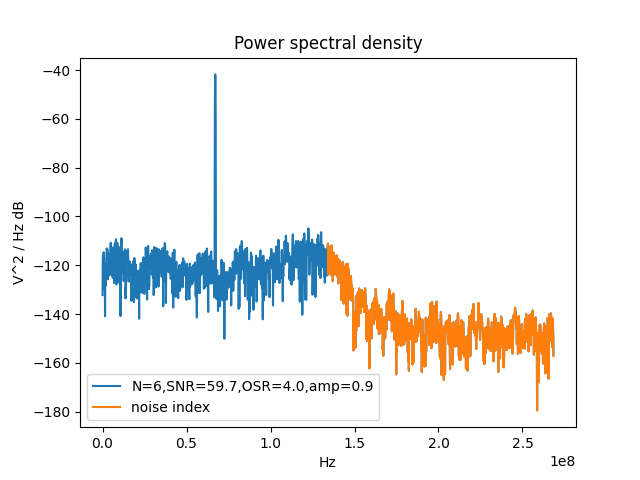 Power spectral density
V^2 / Hz dB
−40
−60
−80
−100
−120
−140
−160
−180
N=6,SNR=59.7,OSR=4.0,amp=0.9
noise index
0.0 0.5 1.0 1.5 2.0 2.5
Hz
1e8